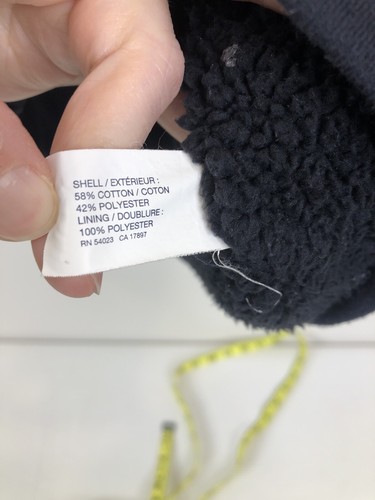 SHELL / EXTÉRIEUR :
58% COTTON / COTON
42% POLYESTER
LINING / DOUBLURE :
100% POLYESTER
RN 54023 CA 17897